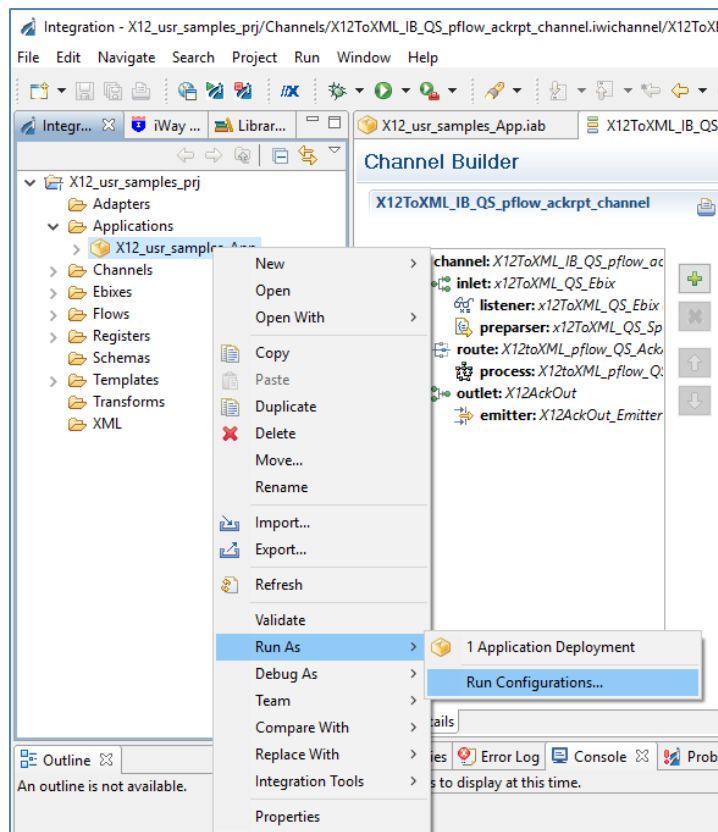 Integration - X12_usr_samples_prj/Channels/X12ToXML_IB_QS_pflow_ackrpt_channel.iwichannel/X12ToXI
File Edit Navigate Search Project Run Window Help
Integr... iWay ... Librar...
X12_usr_samples_App.iab X12ToXML_IB_QS
Channel Builder
X12ToXML_IB_QS_pflow_ackrpt_channel
X12_usr_samples_prj
Adapters
Applications
X12_usr_samples_App
Channels
Ebixes
Flows
Registers
Schemas
Templates
Transforms
XML
channel: X12ToXML_IB_QS_pflow_ac
inlet: x12ToXML_QS_Ebix
listener: x12ToXML_QS_Ebix
preparser: x12ToXML_QS_Sp
route: X12toXML_pflow_QS_Ack
process: X12toXML_pflow_Q
outlet: X12AckOut
emitter: X12AckOut_Emitter
New
Open
Open With
Copy
Paste
Duplicate
Delete
Move...
Rename
Import...
Export...
Refresh
Validate
Run As
Debug As
Team
Compare With
Replace With
Integration Tools
Properties
1 Application Deployment
Run Configurations...
tails
Outline
An outline is not available.
ies Error Log Console Prob
s to display at this time.